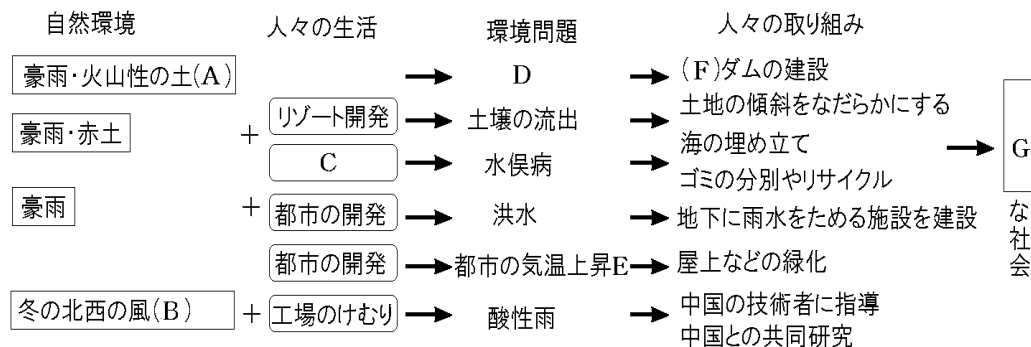 自然環境 人々の生活 環境問題 人々の取り組み
豪雨・火山性の土(A) D (F)ダムの建設
豪雨・赤土 + リゾート開発 土壌の流出 土地の傾斜をなだらかにする
C 水俣病 海の埋め立て
ゴミの分別やリサイクル
豪雨 + 都市の開発 洪水 地下に雨水をためる施設を建設
都市の開発 都市の気温上昇E 屋上などの緑化
冬の北西の風(B) + 工場のけむり 酸性雨 中国の技術者に指導
中国との共同研究
G
な社会